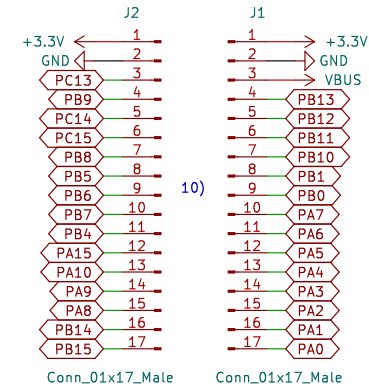 J2 J1
+3.3V 1 1 +3.3V
GND 2 2 GND
PC13 3 3 VBUS
PB9 4 4 PB13
PC14 5 5 PB12
PC15 6 6 PB11
PB8 7 7 PB10
PB5 8 8 PB1
PB6 9 10) 9 PB0
PB7 10 10 PA7
PB4 11 11 PA6
PA15 12 12 PA5
PA10 13 13 PA4
PA9 14 14 PA3
PA8 15 15 PA2
PB14 16 16 PA1
PB15 17 17 PA0
Conn_01x17_Male Conn_01x17_Male